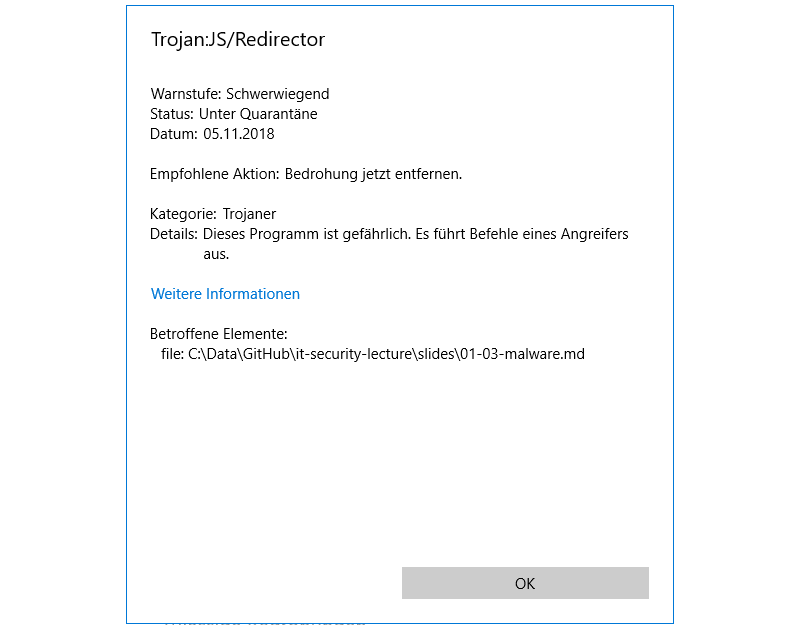 Trojan:JS/Redirector
Warnstufe: Schwerwiegend
Status: Unter Quarantäne
Datum: 05.11.2018
Empfohlene Aktion: Bedrohung jetzt entfernen.
Kategorie: Trojaner
Details: Dieses Programm ist gefährlich. Es führt Befehle eines Angreifers
aus.
Weitere Informationen
Betroffene Elemente:
file: C:\Data\GitHub\it-security-lecture\slides\01-03-malware.md
OK